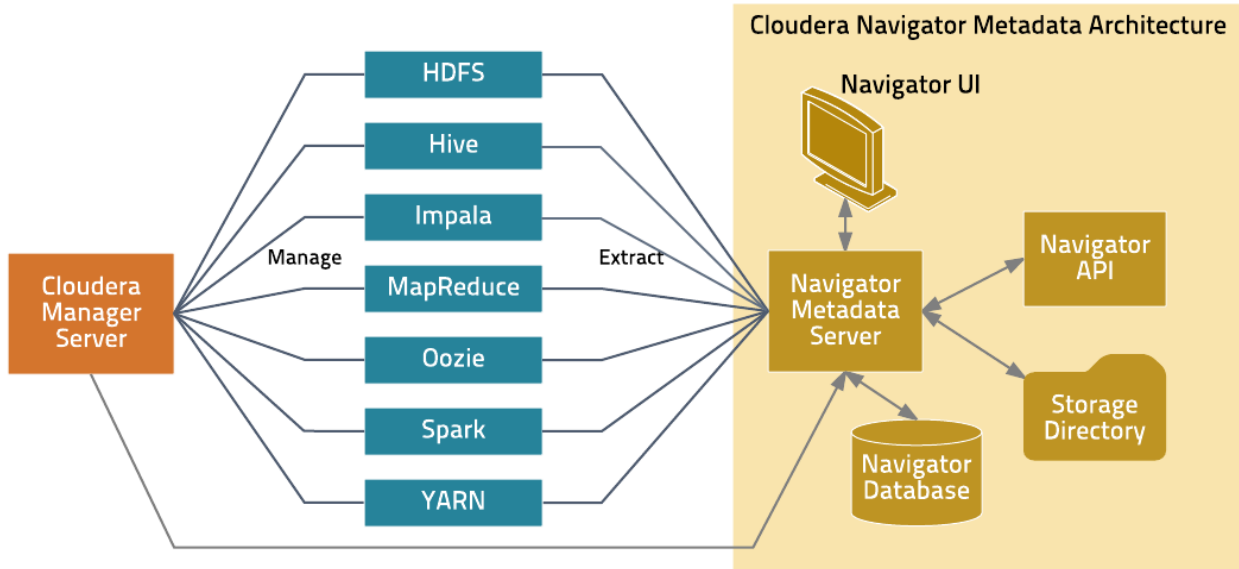 Cloudera Navigator Metadata Architecture
Navigator UI
HDFS
Hive
Impala
Manage
Extract
MapReduce
Oozie
Spark
YARN
Cloudera
Manager
Server
Navigator
Metadata
Server
Navigator
API
Storage
Directory
Navigator
Database